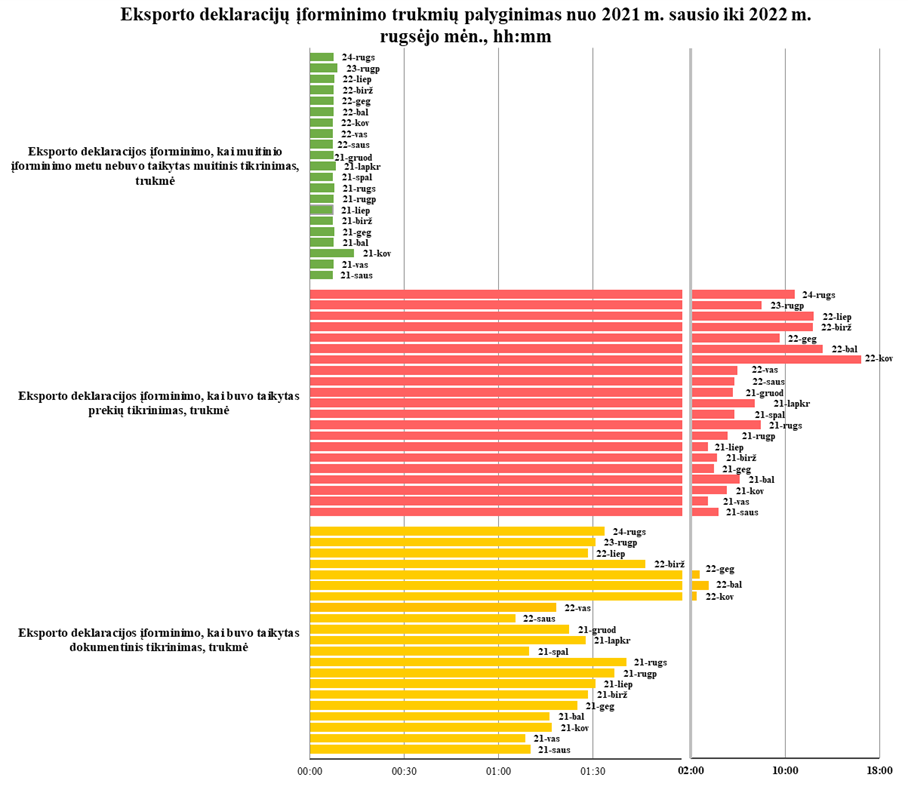 Eksporto deklaracijų įforminimo trukmių palyginimas nuo 2021 m. sausio iki 2022 m.
rugsėjo mėn., hh:mm
Eksporto deklaracijos įforminimo, kai muitinio
įforminimo metu nebuvo taikytas muitinis tikrinimas,
trukmė
24-rugs
23-rugp
22-liep
22-birž
22-geg
22-bal
22-kov
22-vas
22-saus
21-gruod
21-lapkr
21-spal
21-rugs
21-rugp
21-liep
21-birž
21-geg
21-bal
21-kov
21-vas
21-saus
Eksporto deklaracijos įforminimo, kai buvo taikytas
prekių tikrinimas, trukmė
24-rugs
23-rugp
22-liep
22-birž
22-geg
22-bal
22-kov
22-vas
22-saus
21-gruod
21-lapkr
21-spal
21-rugs
21-rugp
21-liep
21-birž
21-geg
21-bal
21-kov
21-vas
21-saus
Eksporto deklaracijos įforminimo, kai buvo taikytas
dokumentinis tikrinimas, trukmė
24-rugs
23-rugp
22-liep
22-birž
22-geg
22-bal
22-kov
22-vas
22-saus
21-gruod
21-lapkr
21-spal
21-rugs
21-rugp
21-liep
21-birž
21-geg
21-bal
21-kov
21-vas
21-saus
00:00 00:30 01:00 01:30 02:00 10:00 18:00